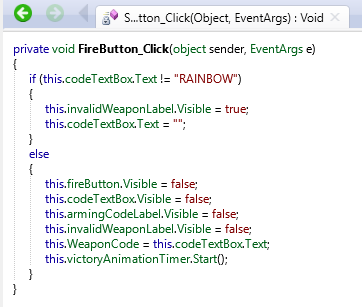 S...tton_Click(Object, EventArgs) : Void
private void FireButton_Click(object sender, EventArgs e)
{
if (this.codeTextBox.Text != "RAINBOW")
{
this.invalidWeaponLabel.Visible = true;
this.codeTextBox.Text = "";
}
else
{
this.fireButton.Visible = false;
this.codeTextBox.Visible = false;
this.armingCodeLabel.Visible = false;
this.invalidWeaponLabel.Visible = false;
this.WeaponCode = this.codeTextBox.Text;
this.victoryAnimationTimer.Start();
}
}